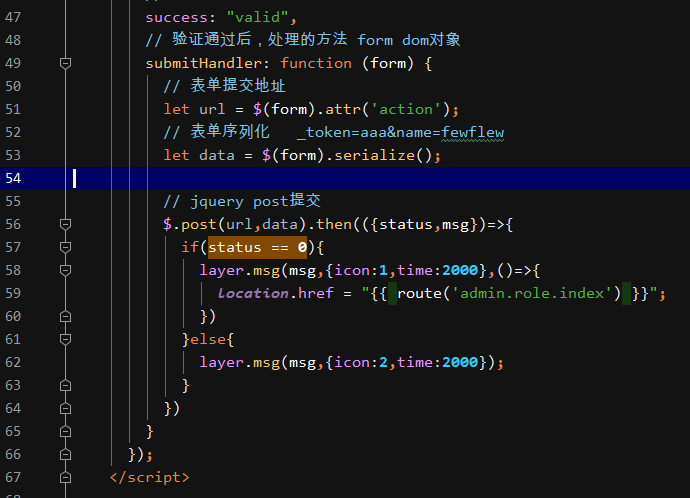 47 success: "valid",
48 // 验证通过后，处理的方法 form dom对象
49 submitHandler: function (form) {
50 // 表单提交地址
51 let url = $(form).attr('action');
52 // 表单序列化 _token=aaa&name=fewflew
53 let data = $(form).serialize();
54
55 // jquery post提交
56 $.post(url,data).then(({status,msg})=>{
57 if(status == 0){
58 layer.msg(msg,{icon:1,time:2000},()=>{
59 location.href = "{{ route('admin.role.index') }}";
60 })
61 }else{
62 layer.msg(msg,{icon:2,time:2000});
63 }
64 })
65 }
66 });
67 </script>